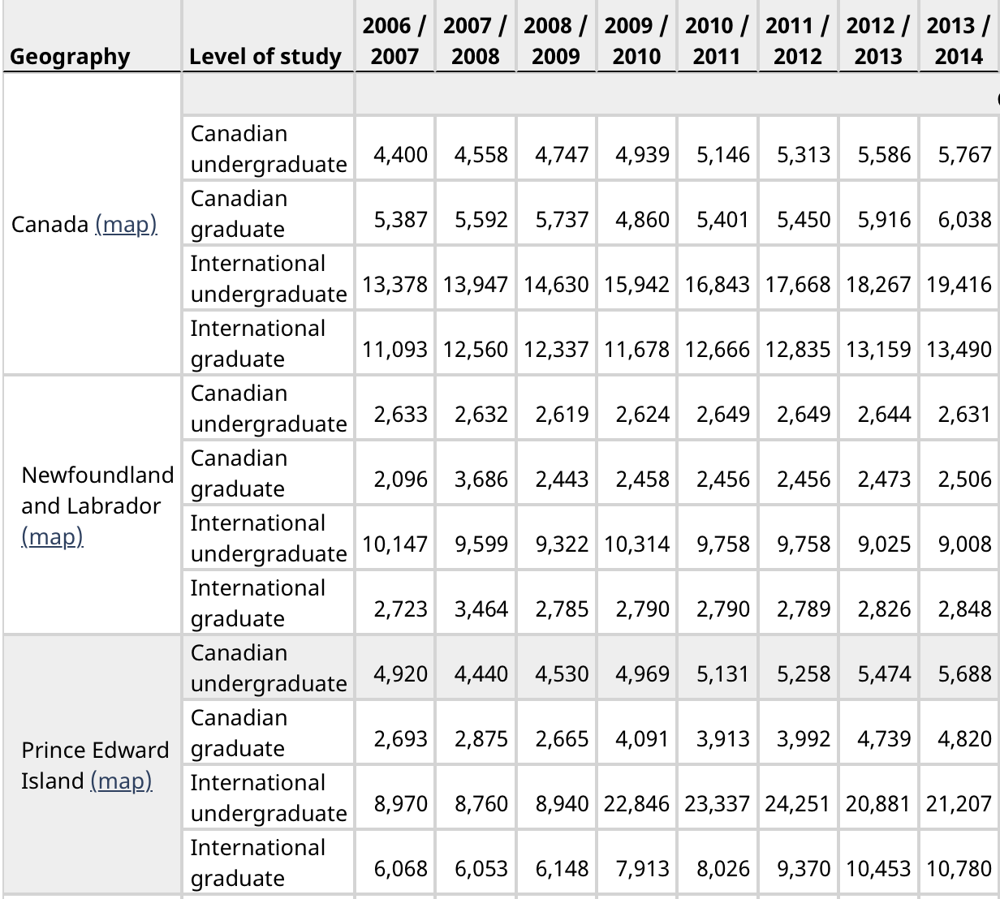 Geography Level of study 2006 / 2007 2007 / 2008 2008 / 2009 2009 / 2010 2010 / 2011 2011 / 2012 2012 / 2013 2013 / 2014
Canada (map)
Canadian undergraduate 4,400 4,558 4,747 4,939 5,146 5,313 5,586 5,767
Canadian graduate 5,387 5,592 5,737 4,860 5,401 5,450 5,916 6,038
International undergraduate 13,378 13,947 14,630 15,942 16,843 17,668 18,267 19,416
International graduate 11,093 12,560 12,337 11,678 12,666 12,835 13,159 13,490
Newfoundland and Labrador (map)
Canadian undergraduate 2,633 2,632 2,619 2,624 2,649 2,649 2,644 2,631
Canadian graduate 2,096 3,686 2,443 2,458 2,456 2,456 2,473 2,506
International undergraduate 10,147 9,599 9,322 10,314 9,758 9,758 9,025 9,008
International graduate 2,723 3,464 2,785 2,790 2,790 2,789 2,826 2,848
Prince Edward Island (map)
Canadian undergraduate 4,920 4,440 4,530 4,969 5,131 5,258 5,474 5,688
Canadian graduate 2,693 2,875 2,665 4,091 3,913 3,992 4,739 4,820
International undergraduate 8,970 8,760 8,940 22,846 23,337 24,251 20,881 21,207
International graduate 6,068 6,053 6,148 7,913 8,026 9,370 10,453 10,780